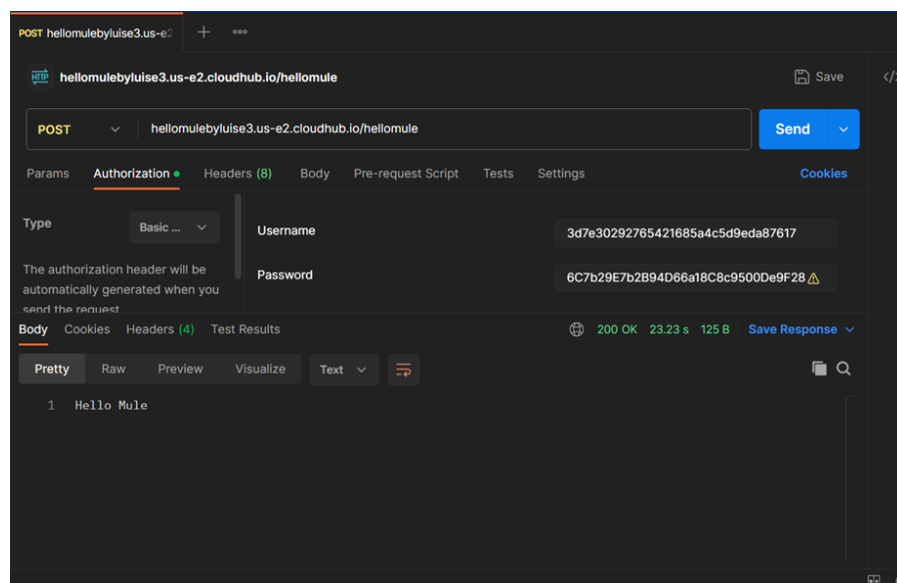 POST hellomulebyluise3.us-e2
hellomulebyluise3.us-e2.cloudhub.io/hellomule
Save
POST
hellomulebyluise3.us-e2.cloudhub.io/hellomule
Send
Params Authorization Headers (8) Body Pre-request Script Tests Settings Cookies
Type
Basic ...
Username
3d7e30292765421685a4c5d9eda87617
The authorization header will be
automatically generated when you
send the request
Password
6C7b29E7b2B94D66a18C8c9500De9F28
Body Cookies Headers (4) Test Results
200 OK 23.23 s 125 B Save Response
Pretty Raw Preview Visualize Text
1 Hello Mule